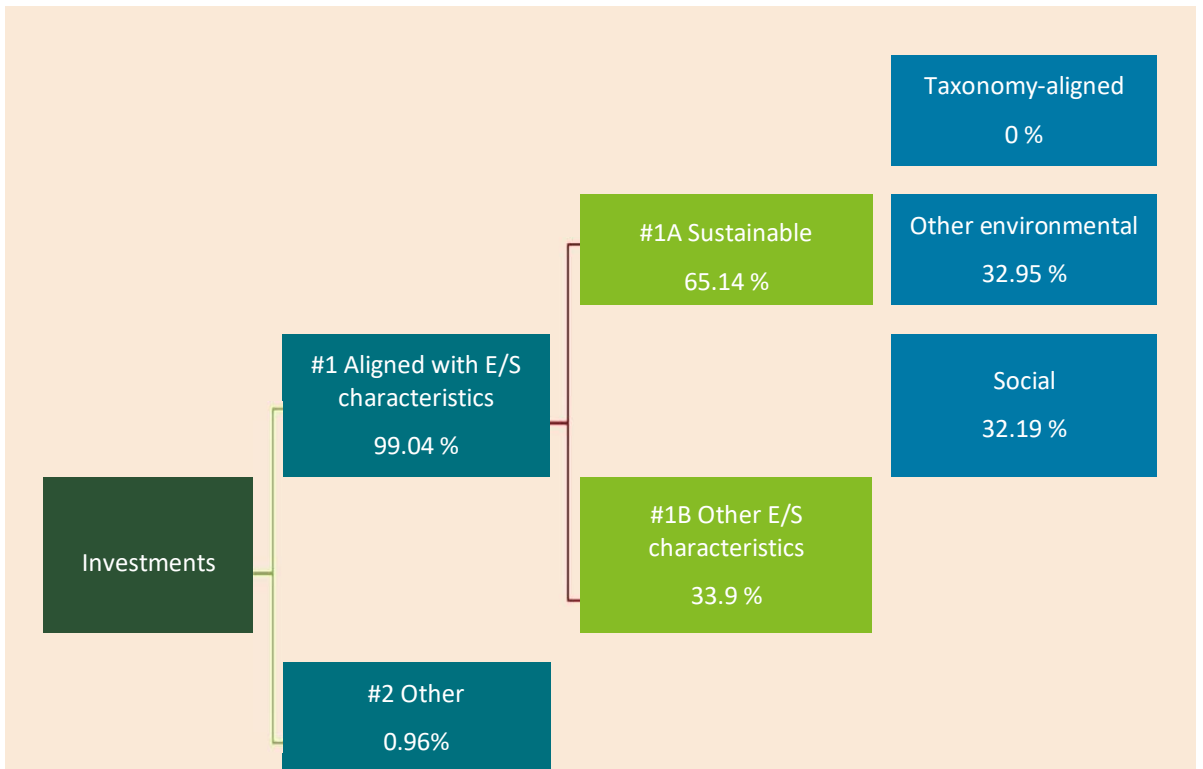 Investments
#1 Aligned with E/S
characteristics
99.04 %
#2 Other
0.96%
#1A Sustainable
65.14 %
#1B Other E/S
characteristics
33.9 %
Taxonomy-aligned
0 %
Other environmental
32.95 %
Social
32.19 %